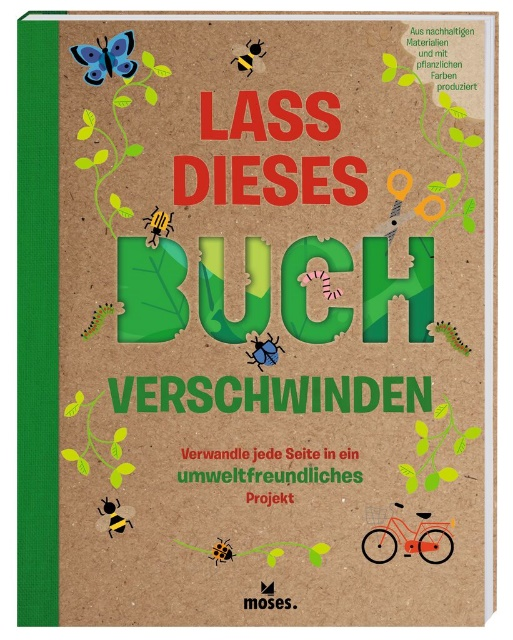 Aus nachhaltigen
Materialien
und mit
pflanzlichen
Farben
produziert
LASS
DIESES
BUCH
VERSCHWINDEN
Verwandle jede Seite in ein
umweltfreundliches
Projekt
moses.